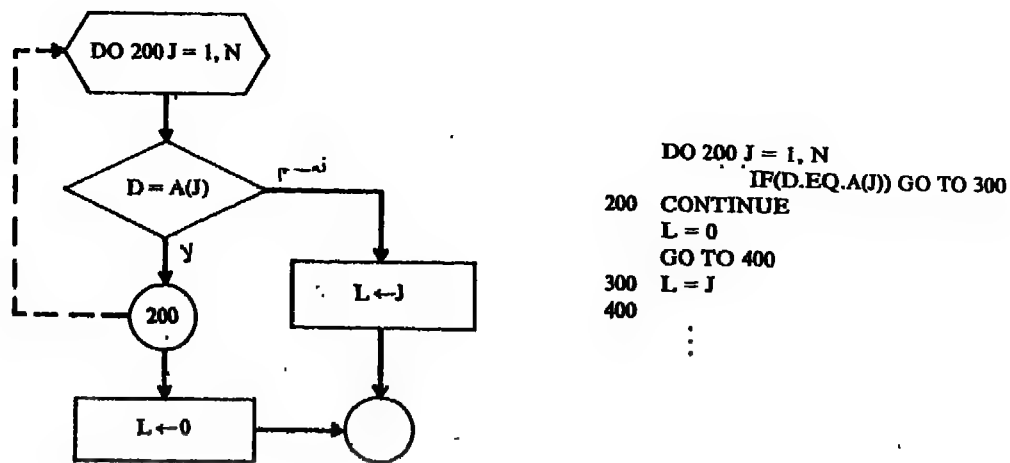 DO 200 J = 1, N
D = A(J)
y
200
L ← 0
L ← J
DO 200 J = 1, N
IF(D.EQ.A(J)) GO TO 300
200 CONTINUE
L = 0
GO TO 400
300 L = J
400
⋮